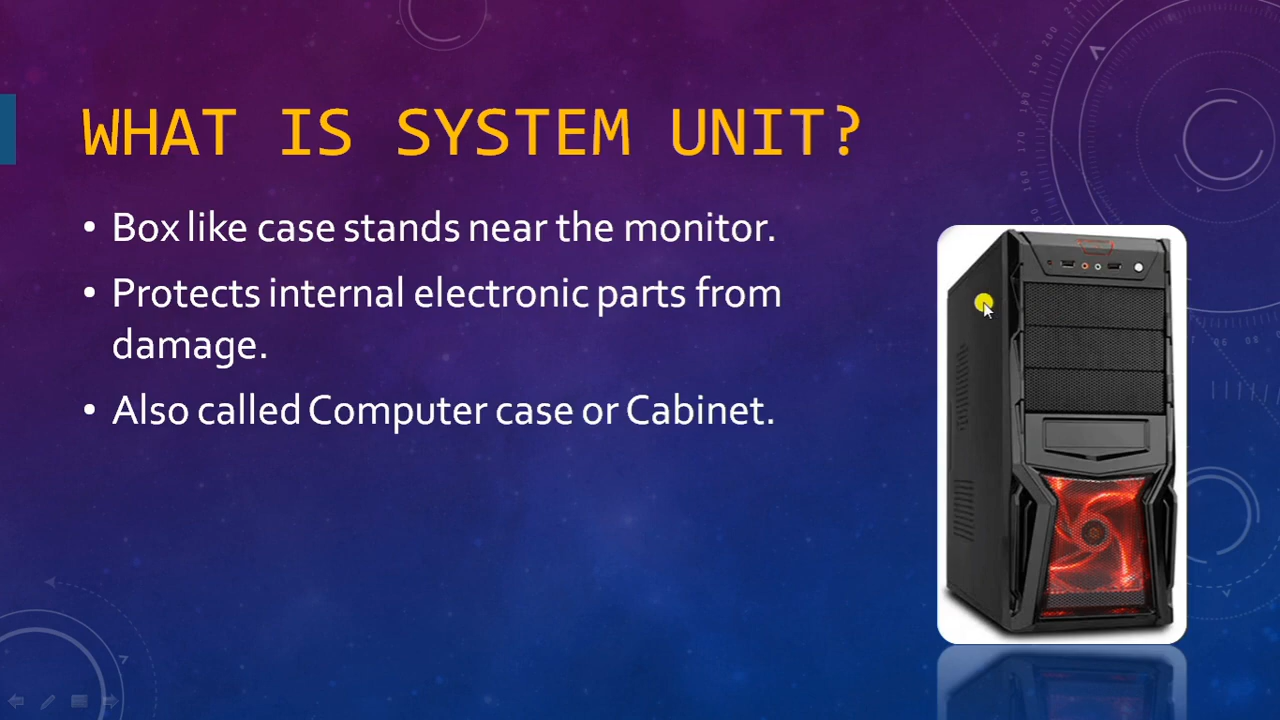 WHAT IS SYSTEM UNIT?
• Box like case stands near the monitor.
• Protects internal electronic parts from
damage.
• Also called Computer case or Cabinet.